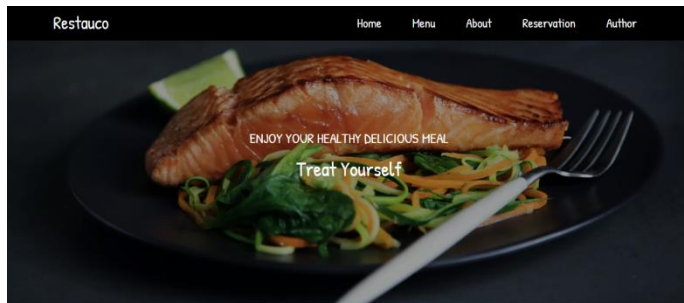 Restauco
Home Menu About Reservation Author
ENJOY YOUR HEALTHY DELICIOUS MEAL
Treat Yourself